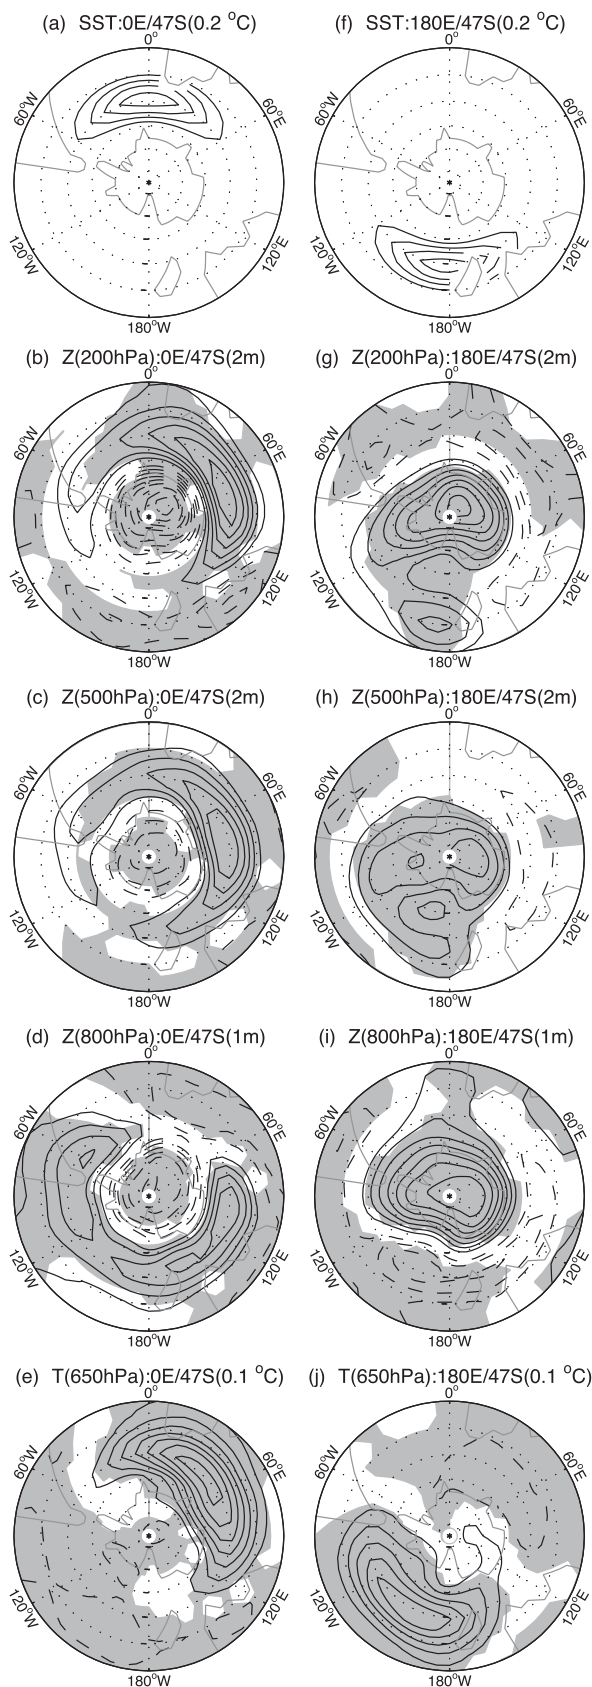 (a) SST:0E/47S(0.2 °C)
0°
60°W
60°E
120°W
120°E
180°W
(f) SST:180E/47S(0.2 °C)
0°
60°W
60°E
120°W
120°E
180°W
(b) Z(200hPa):0E/47S(2m)
0°
60°W
60°E
120°W
120°E
180°W
(g) Z(200hPa):180E/47S(2m)
0°
60°W
60°E
120°W
120°E
180°W
(c) Z(500hPa):0E/47S(2m)
0°
60°W
60°E
120°W
120°E
180°W
(h) Z(500hPa):180E/47S(2m)
0°
60°W
60°E
120°W
120°E
180°W
(d) Z(800hPa):0E/47S(1m)
0°
60°W
60°E
120°W
120°E
180°W
(i) Z(800hPa):180E/47S(1m)
0°
60°W
60°E
120°W
120°E
180°W
(e) T(650hPa):0E/47S(0.1 °C)
0°
60°W
60°E
120°W
120°E
180°W
(j) T(650hPa):180E/47S(0.1 °C)
0°
60°W
60°E
120°W
120°E
180°W